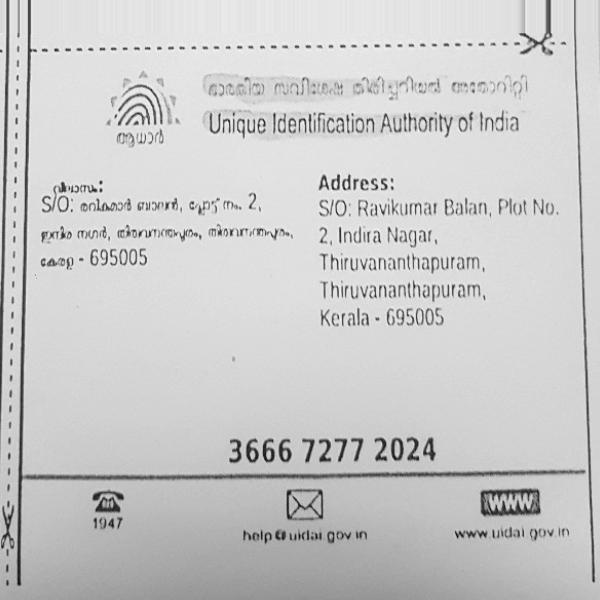 ഭാരതീയ സവിശേഷ തിരിച്ചറിയൽ അതോറിറ്റി
Unique Identification Authority of India
ആധാർ
വിലാസം:
S/O: രവികുമാർ ബാലൻ, പ്ലോട്ട് നം. 2,
ഇന്ദിര നഗർ, തിരുവനന്തപുരം, തിരുവനന്തപുരം,
കേരള - 695005
Address:
S/O: Ravikumar Balan, Plot No.
2, Indira Nagar,
Thiruvananthapuram,
Thiruvananthapuram,
Kerala - 695005
3666 7277 2024
1947
help@uidai.gov.in
WWW
www.uidai.gov.in